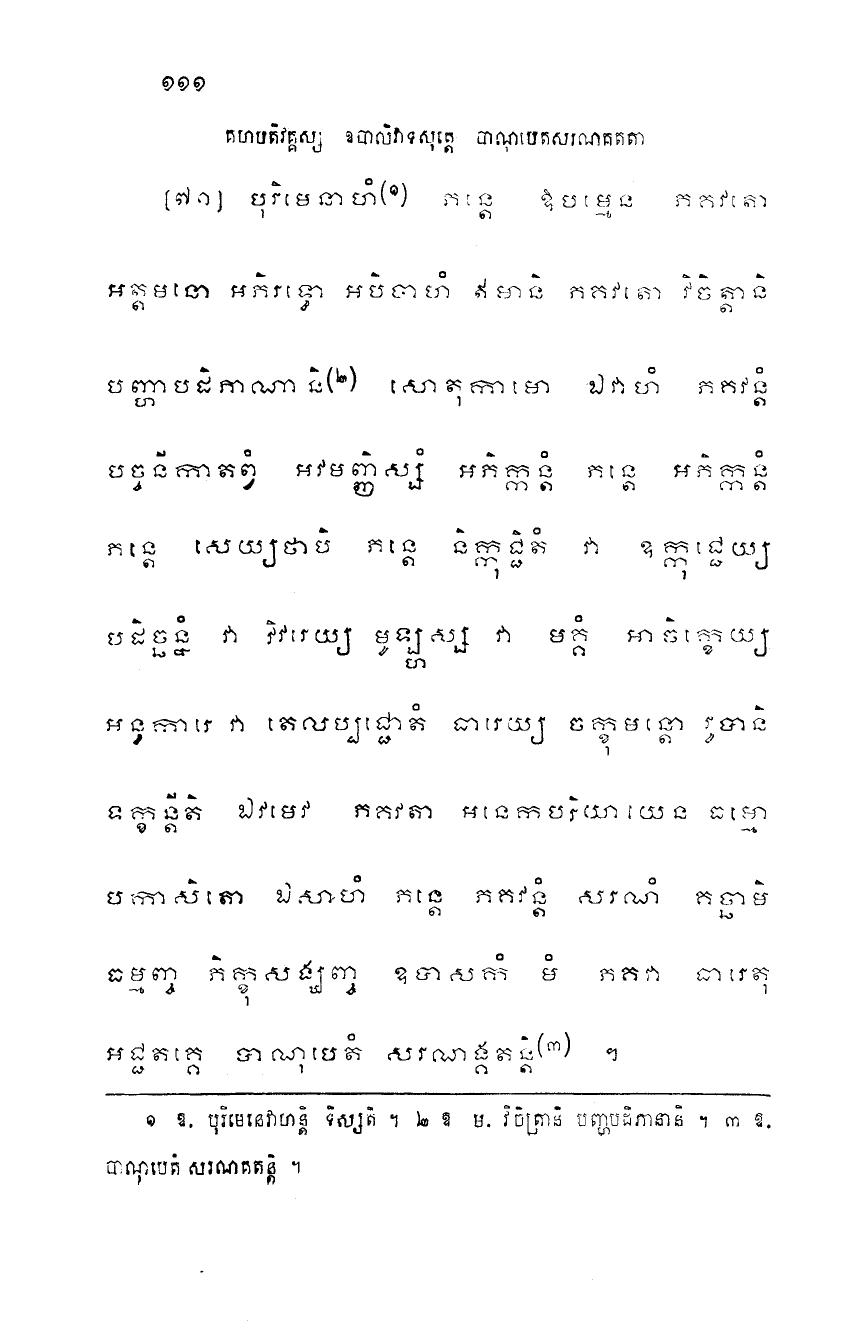 ១១១
គហបតិវគ្គស្ស ឧបាលិវាទសុត្តេ បាណុបេតសរណគតតា
[៧១] បុរិមេនាហំ(១) ភន្តេ ឱបម្មេន ភគវតោ
អត្តមនោ អភិរទ្ធោ អបិចាហំ ឥមានិ ភគវតោ វិចិត្តានិ
បញ្ហាបដិភាណានិ(២) សោតុកាមោ ឯវាហំ ភគវន្តំ
បច្ចនីកាតព្វំ អវមញ្ញិស្សំ អភិក្កន្តំ ភន្តេ អភិក្កន្តំ
ភន្តេ សេយ្យថាបិ ភន្តេ និក្កុជ្ជិតំ វា ឧក្កុជ្ជេយ្យ
បដិច្ឆន្នំ វា វិវរេយ្យ មូឡ្ហស្ស វា មគ្គំ អាចិក្ខេយ្យ
អន្ធការេ វា តេលប្បជ្ជោតំ ធារេយ្យ ចក្ខុមន្តោ រូបានិ
ទក្ខន្តីតិ ឯវមេវ ភគវតា អនេកបរិយាយេន ធម្មោ
បកាសិតោ ឯសាហំ ភន្តេ ភគវន្តំ សរណំ គច្ឆាមិ
ធម្មញ្ច ភិក្ខុសង្ឃញ្ច ឧបាសកំ មំ ភគវា ធារេតុ
អជ្ជតគ្គេ បាណុបេតំ សរណង្គតន្តិ(៣) ។
១ ឱ. បុរិមេនេវាហន្តិ ទិស្សតិ ។ ២ ឱ ម. វិចិត្រានិ បញ្ហបដិភានានិ ។ ៣ ឱ.
បាណុបេតំ សរណគតន្តិ ។